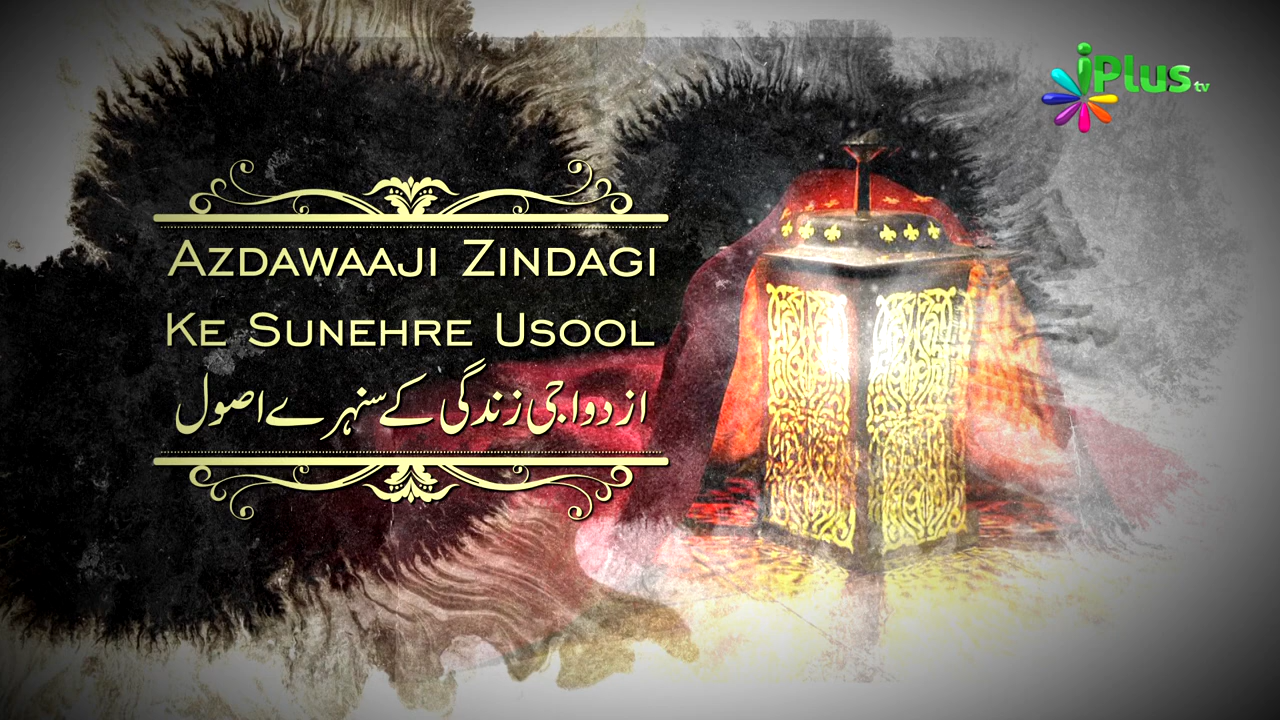 iPlus tv
Azdawaaji Zindagi
Ke Sunehre Usool
ازدواجی زندگی کے سنہرے اصول